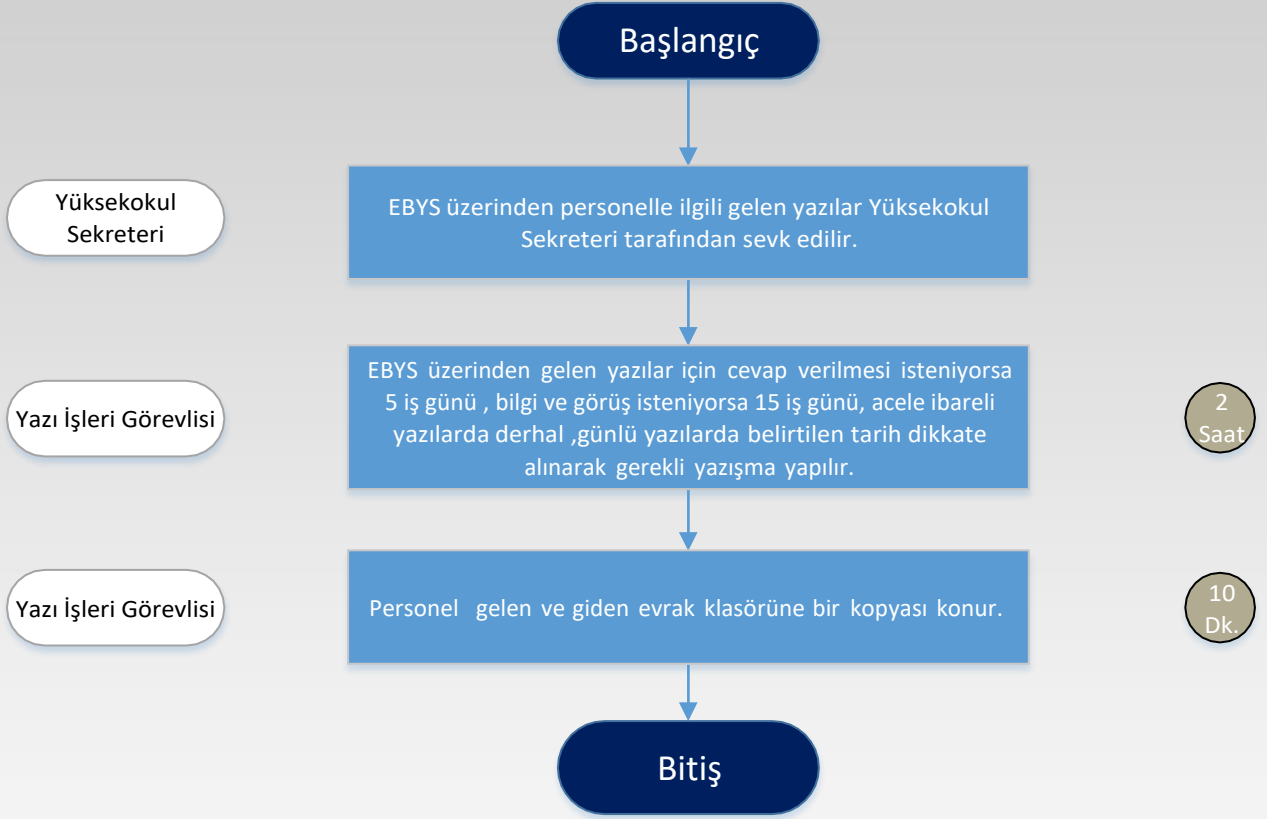 Başlangıç
Yüksekokul
Sekreteri
EBYS üzerinden personelle ilgili gelen yazılar Yüksekokul
Sekreteri tarafından sevk edilir.
Yazı İşleri Görevlisi
EBYS üzerinden gelen yazılar için cevap verilmesi isteniyorsa
5 iş günü , bilgi ve görüş isteniyorsa 15 iş günü, acele ibareli
yazılarda derhal ,günlü yazılarda belirtilen tarih dikkate
alınarak gerekli yazışma yapılır.
2
Saat
Yazı İşleri Görevlisi
Personel gelen ve giden evrak klasörüne bir kopyası konur.
10
Dk.
Bitiş